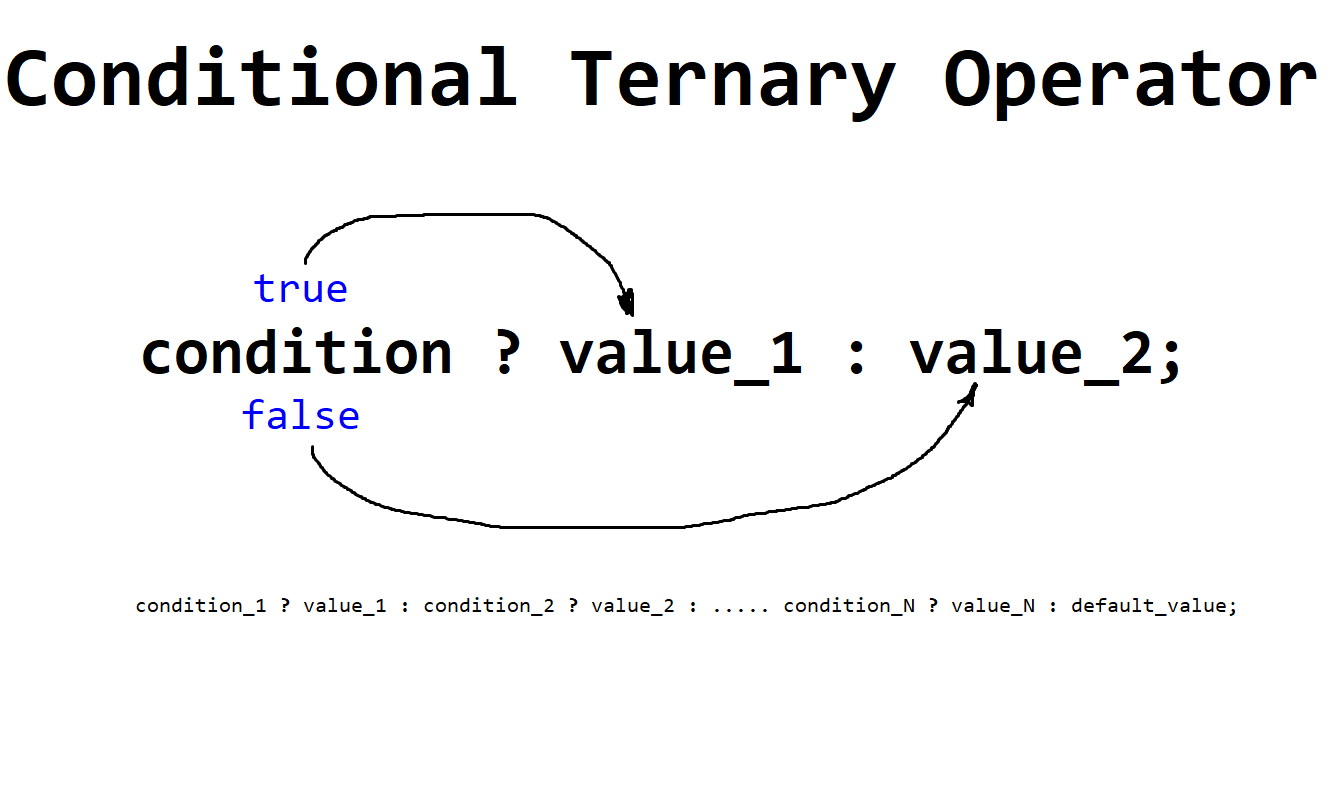 Conditional Ternary Operator
true
condition ? value_1 : value_2;
false
condition_1 ? value_1 : condition_2 ? value_2 : ..... condition_N ? value_N : default_value;